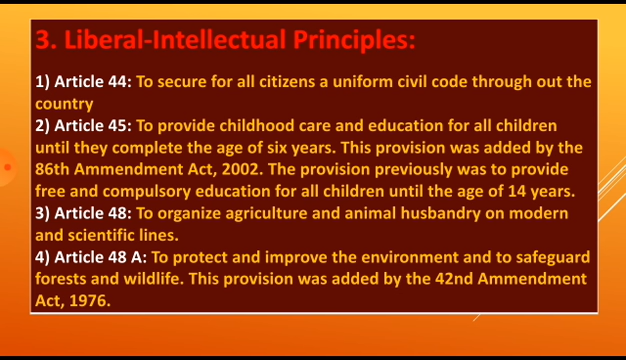 3. Liberal-Intellectual Principles:
1) Article 44: To secure for all citizens a uniform civil code through out the
country
2) Article 45: To provide childhood care and education for all children
until they complete the age of six years. This provision was added by the
86th Ammendment Act, 2002. The provision previously was to provide
free and compulsory education for all children until the age of 14 years.
3) Article 48: To organize agriculture and animal husbandry on modern
and scientific lines.
4) Article 48 A: To protect and improve the environment and to safeguard
forests and wildlife. This provision was added by the 42nd Ammendment
Act, 1976.